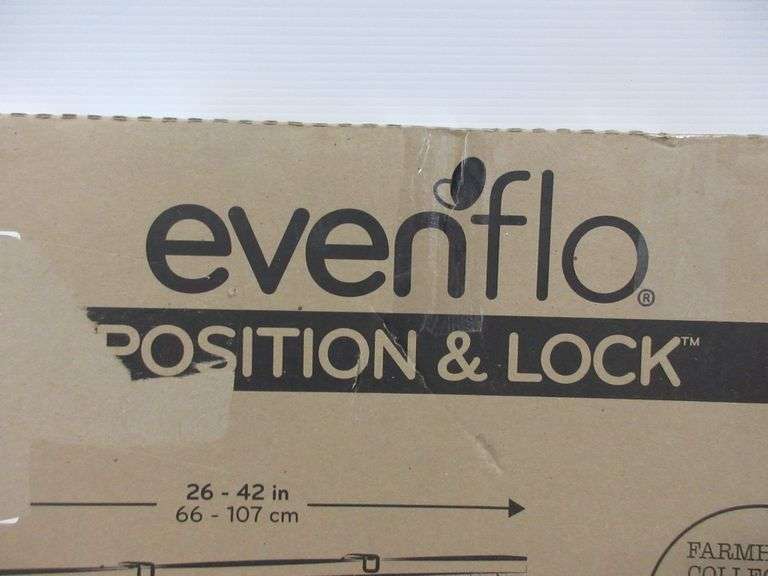 evenflo®
POSITION & LOCK™
26 - 42 in
66 - 107 cm